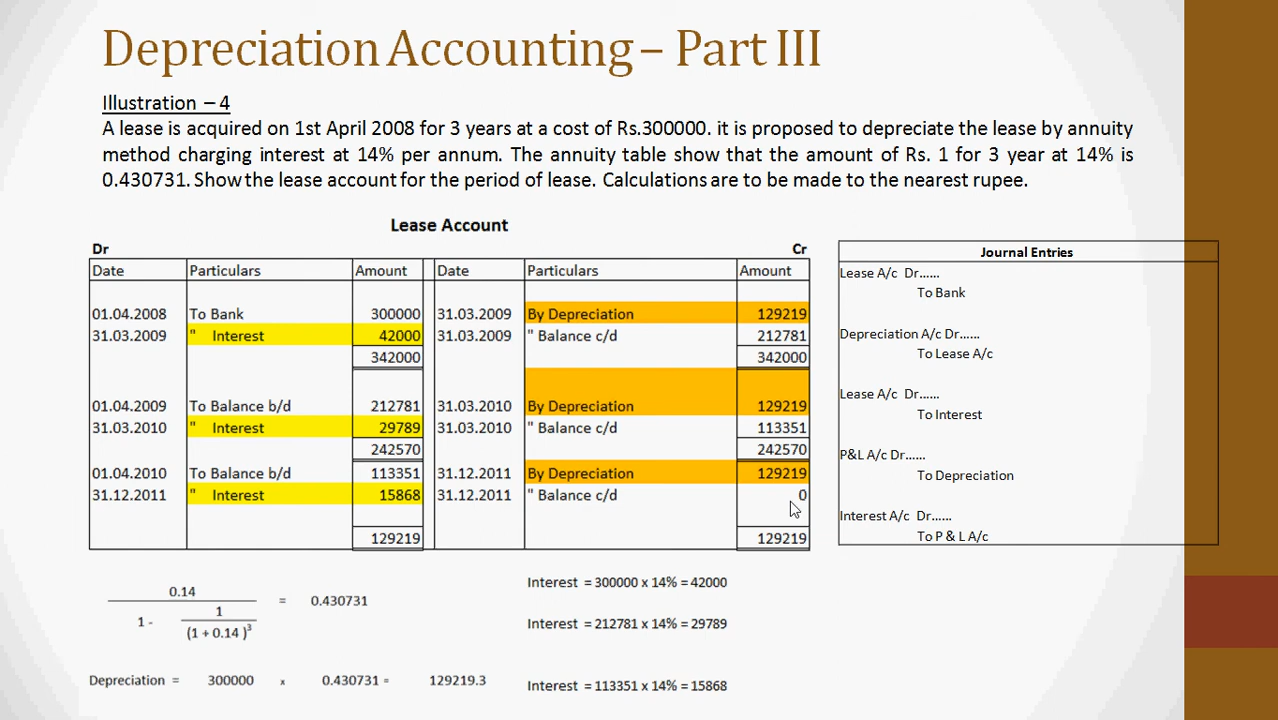 Depreciation Accounting – Part III
Illustration – 4
A lease is acquired on 1st April 2008 for 3 years at a cost of Rs.300000. it is proposed to depreciate the lease by annuity
method charging interest at 14% per annum. The annuity table show that the amount of Rs. 1 for 3 year at 14% is
0.430731. Show the lease account for the period of lease. Calculations are to be made to the nearest rupee.
Lease Account
Dr Cr
Date Particulars Amount Date Particulars Amount
01.04.2008 To Bank 300000 31.03.2009 By Depreciation 129219
31.03.2009 " Interest 42000 31.03.2009 " Balance c/d 212781
342000 342000
01.04.2009 To Balance b/d 212781 31.03.2010 By Depreciation 129219
31.03.2010 " Interest 29789 31.03.2010 " Balance c/d 113351
242570 242570
01.04.2010 To Balance b/d 113351 31.12.2011 By Depreciation 129219
31.12.2011 " Interest 15868 31.12.2011 " Balance c/d 0
129219 129219
Journal Entries
Lease A/c Dr......
To Bank
Depreciation A/c Dr......
To Lease A/c
Lease A/c Dr......
To Interest
P&L A/c Dr......
To Depreciation
Interest A/c Dr......
To P & L A/c
0.14
1 - 1 = 0.430731
(1 + 0.14 )3
Depreciation = 300000 x 0.430731 = 129219.3
Interest = 300000 x 14% = 42000
Interest = 212781 x 14% = 29789
Interest = 113351 x 14% = 15868